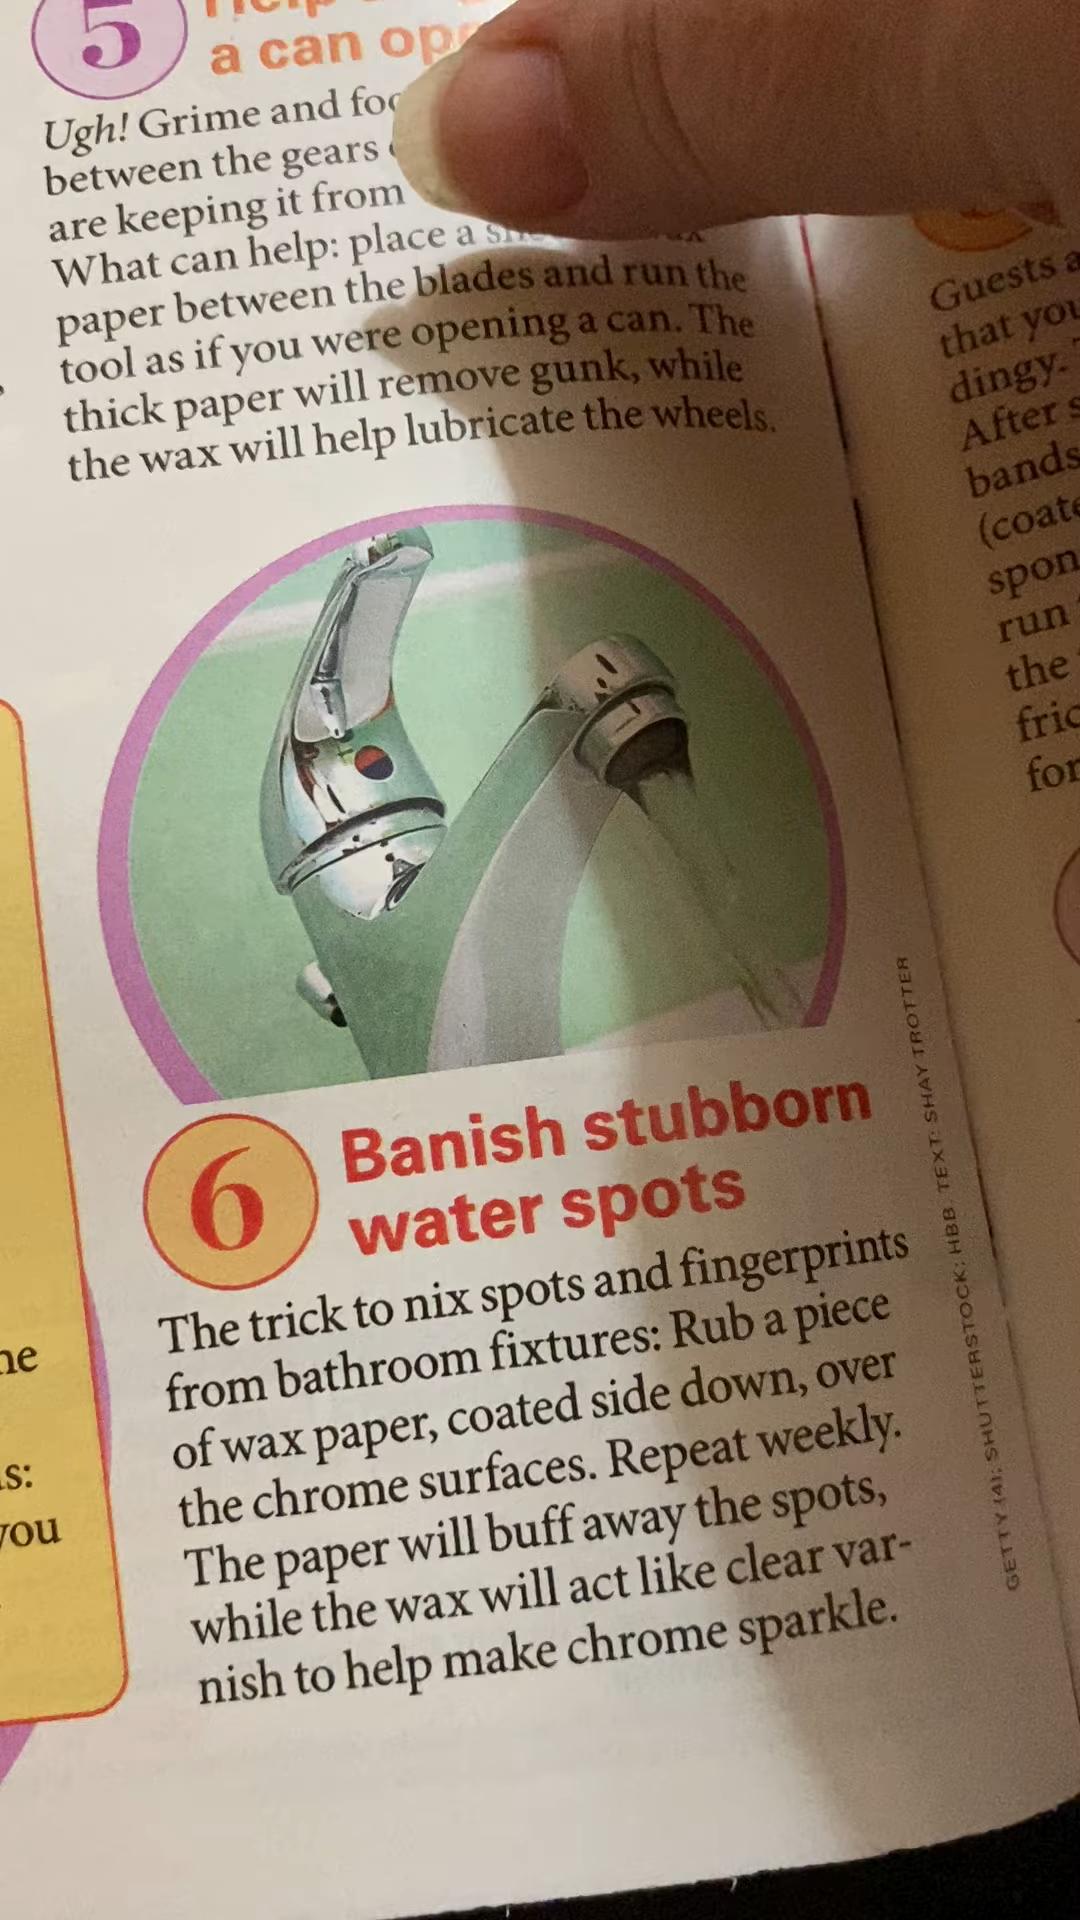 5
a can
Ugh! Grime and
between the gears
are keeping it from
What can help: place a
paper between the blades and run the
tool as if you were opening a can. The
thick paper will remove gunk, while
the wax will help lubricate the wheels.
6
Banish stubborn
water spots
The trick to nix spots and fingerprints
from bathroom fixtures: Rub a piece
of wax paper, coated side down, over
the chrome surfaces. Repeat weekly.
The paper will buff away the spots,
while the wax will act like clear var-
nish to help make chrome sparkle.
GETTY (4); SHUTTERSTOCK; HBB. TEXT: SHAY TROTTER
you
Guests
that you
dingy.
After
bands
run
the
for